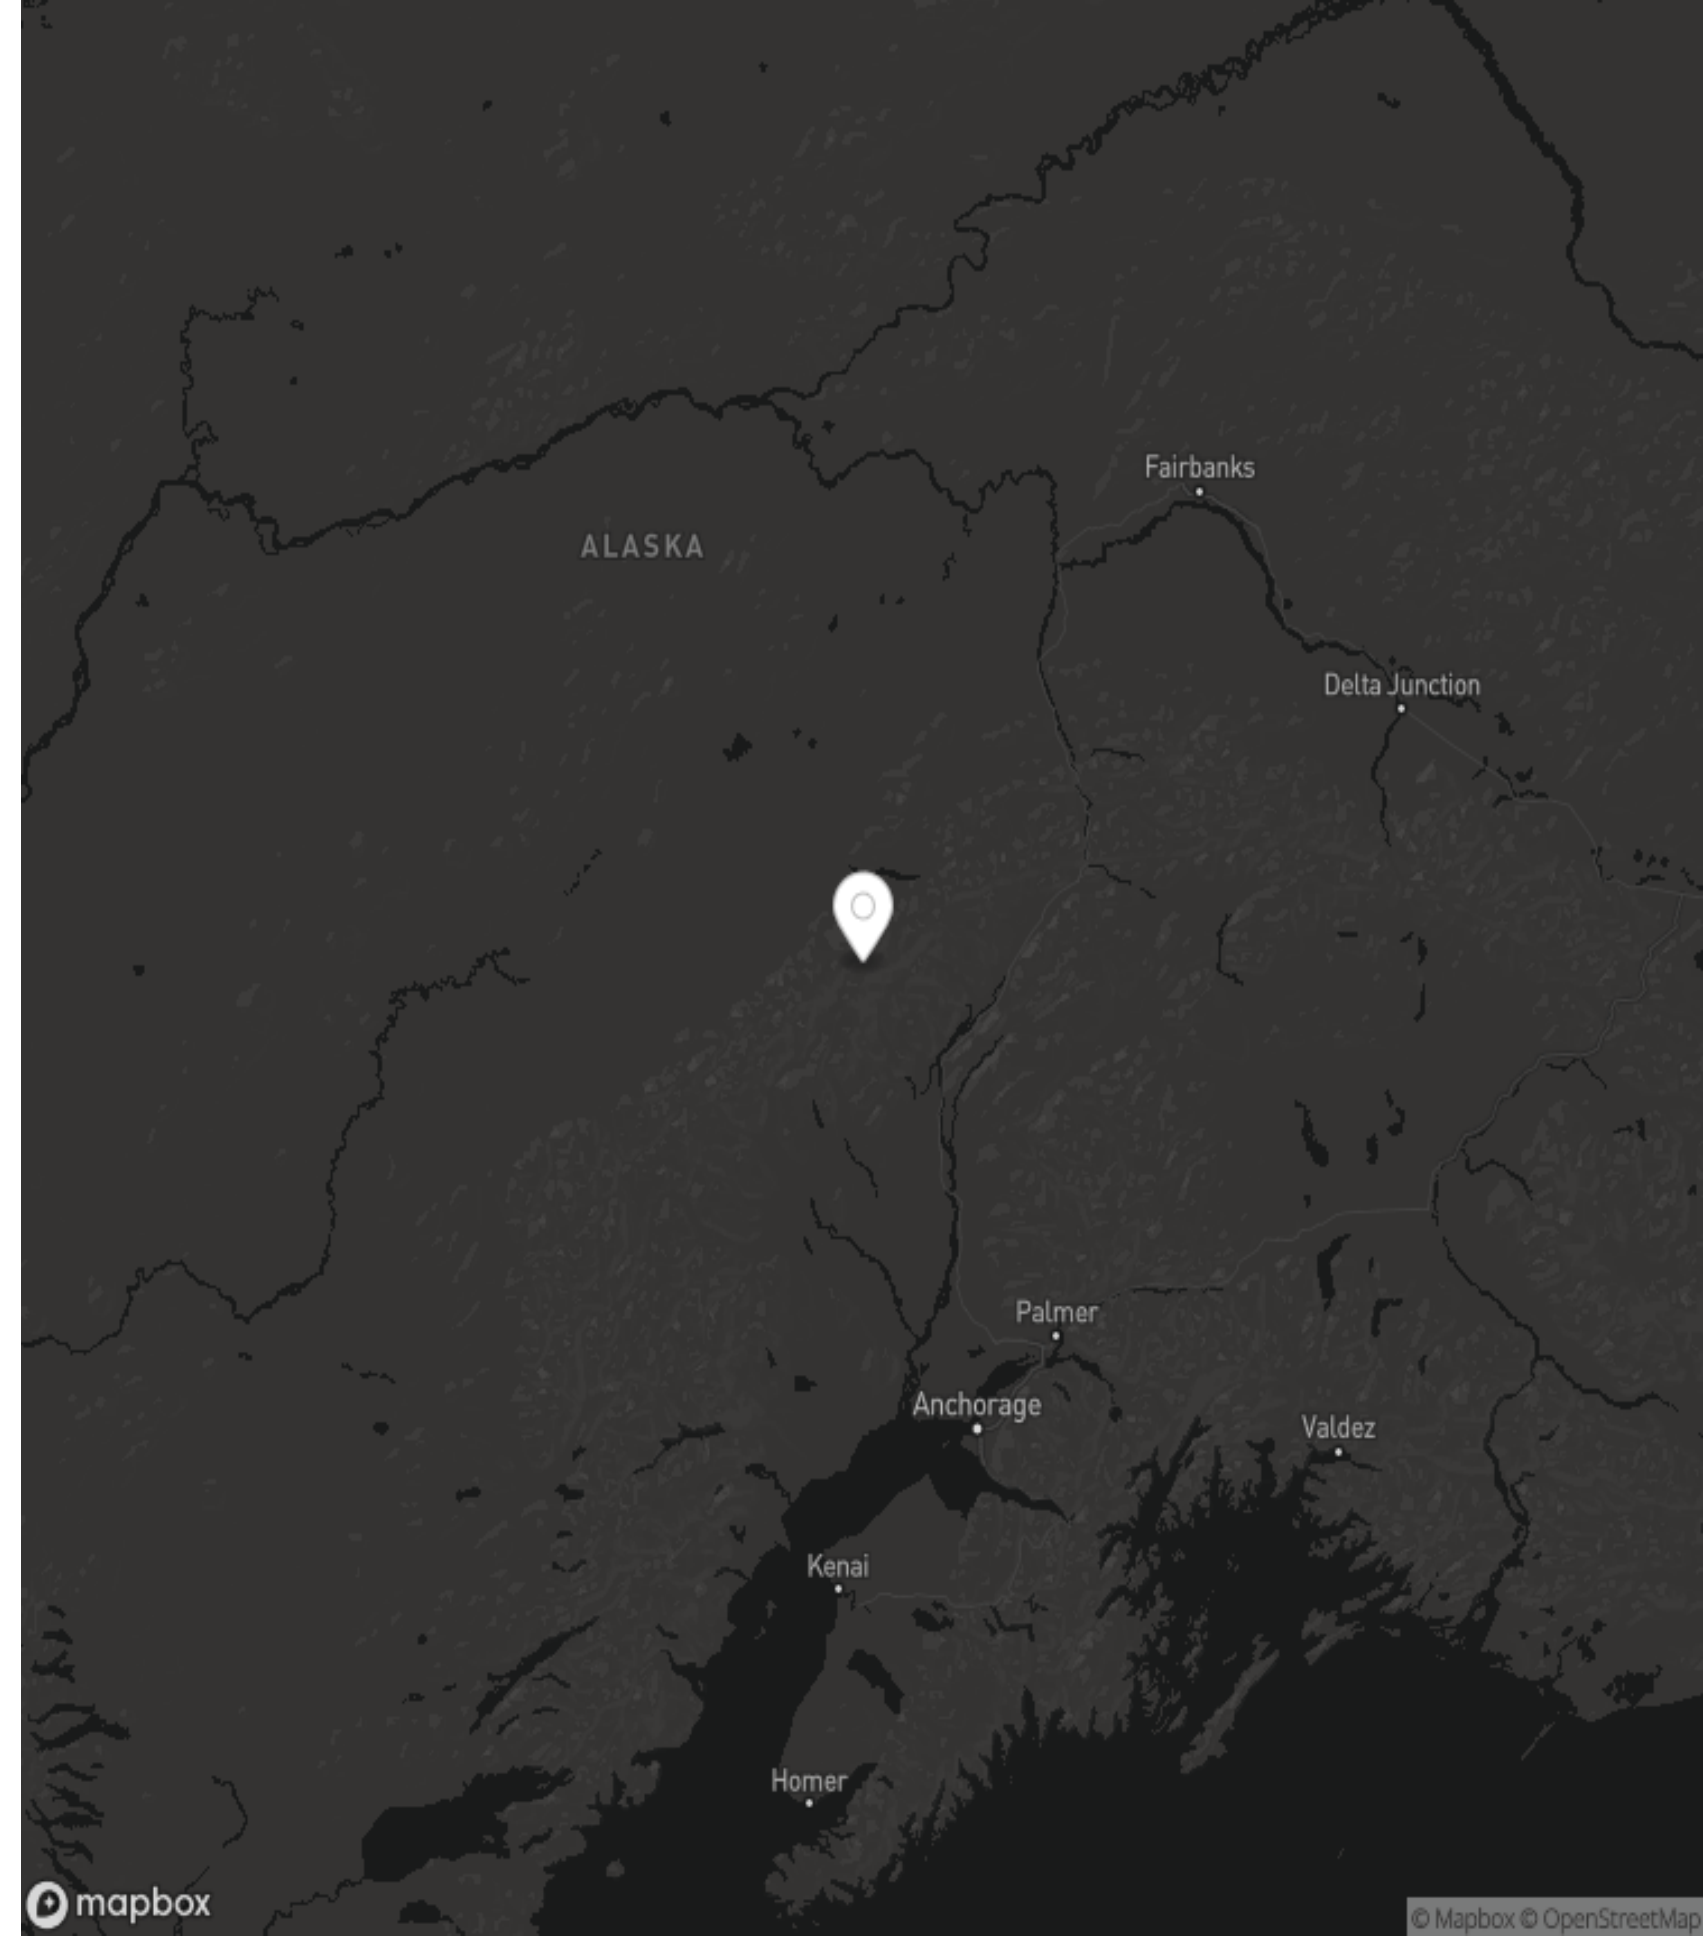 Fairbanks
ALASKA
Delta Junction
Palmer
Anchorage
Valdez
Kenai
Homer
mapbox
© Mapbox © OpenStreetMap